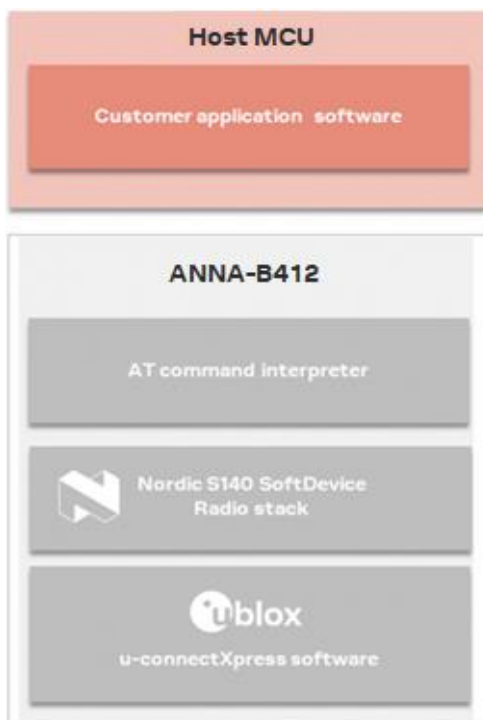 Host MCU
Customer application software
ANNA-B412
AT command interpreter
Nordic S140 SoftDevice
Radio stack
ublox
u-connectXpress software